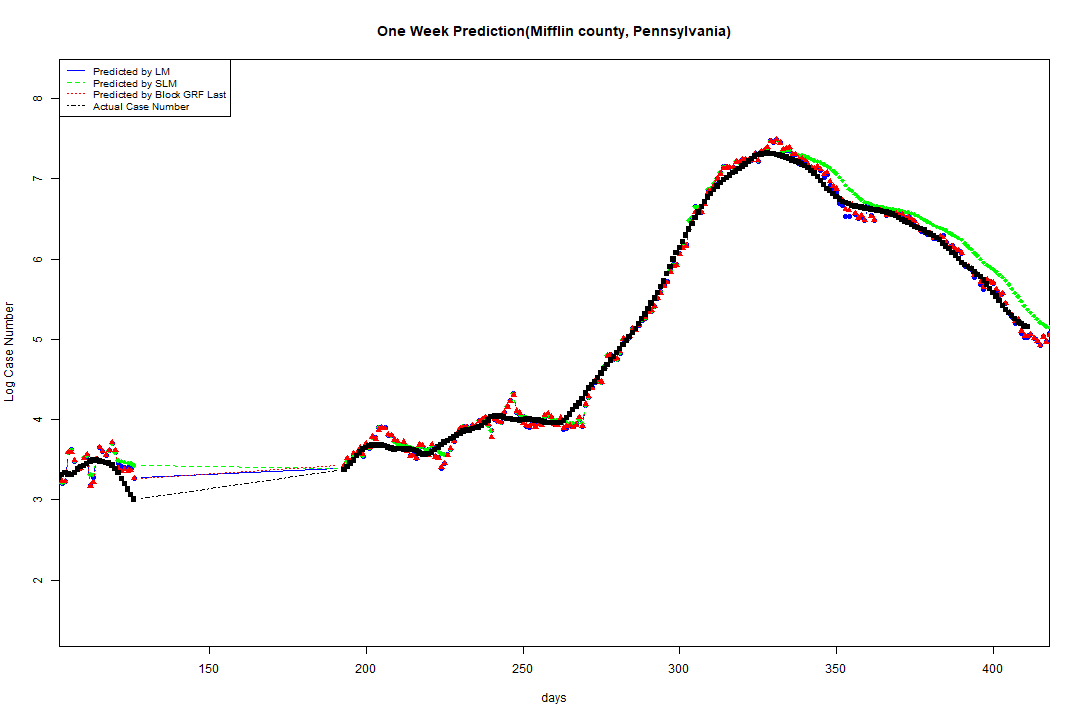 One Week Prediction(Mifflin county, Pennsylvania)
Predicted by LM
Predicted by SLM
Predicted by Block GRF Last
Actual Case Number
8
7
6
5
4
3
2
Log Case Number
150 200 250 300 350 400
days